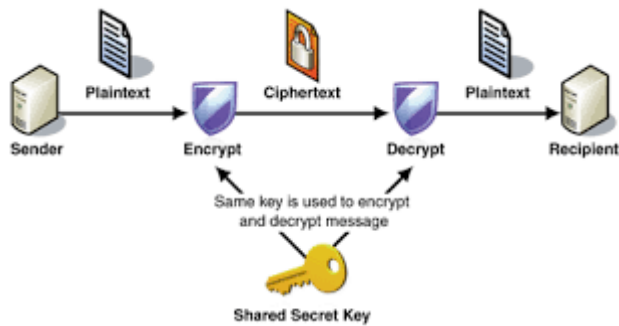 Plaintext
Ciphertext
Plaintext
Sender
Encrypt
Decrypt
Recipient
Same key is used to encrypt
and decrypt message
Shared Secret Key